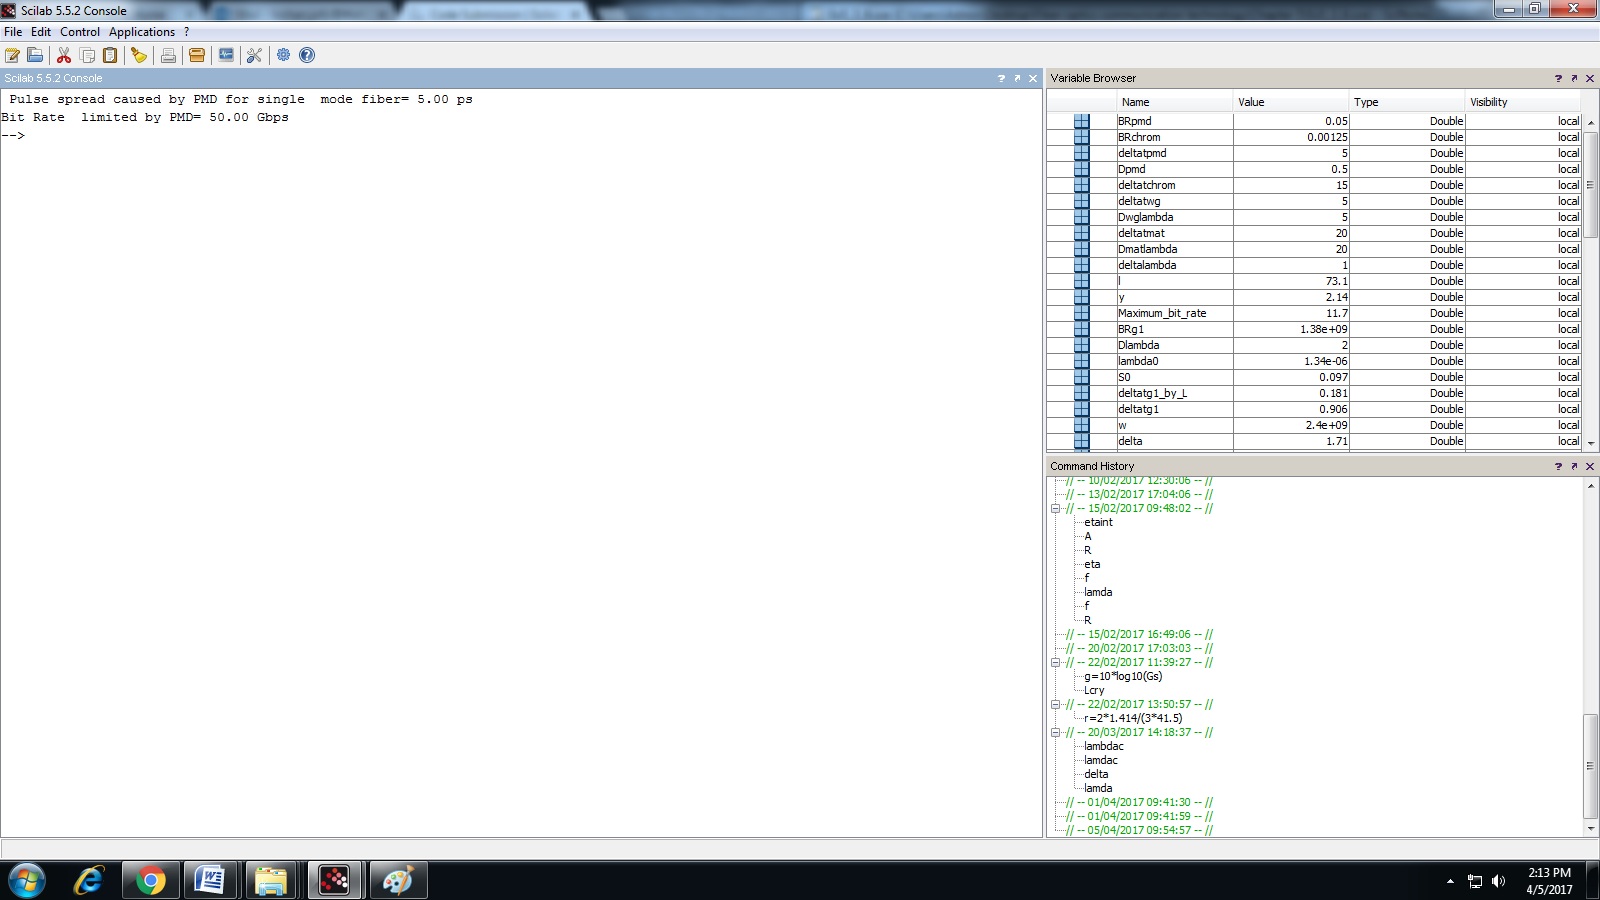 Scilab 5.5.2 Console
File Edit Control Applications ?
Scilab 5.5.2 Console
Pulse spread caused by PMD for single  mode fiber= 5.00 ps
Bit Rate  limited by PMD= 50.00 Gbps
-->
Variable Browser
Name Value Type Visibility
BRpmd 0.05 Double local
BRchrom 0.00125 Double local
deltatpmd 5 Double local
Dpmd 0.5 Double local
deltatchrom 15 Double local
deltatwg 5 Double local
Dwglambda 5 Double local
deltatmat 20 Double local
Dmatlambda 20 Double local
deltalambda 1 Double local
l 73.1 Double local
y 2.14 Double local
Maximum_bit_rate 11.7 Double local
BRg1 1.38e+09 Double local
Dlambda 2 Double local
lambda0 1.34e-06 Double local
S0 0.097 Double local
deltatg1_by_L 0.181 Double local
deltatg1 0.906 Double local
w 2.4e+09 Double local
delta 1.71 Double local
Command History
// -- 10/02/2017 12:30:06 -- //
// -- 13/02/2017 17:04:06 -- //
// -- 15/02/2017 09:48:02 -- //
etaint
A
R
eta
f
lamda
f
R
// -- 15/02/2017 16:49:06 -- //
// -- 20/02/2017 17:03:03 -- //
// -- 22/02/2017 11:39:27 -- //
g=10*log10(Gs)
Lcry
// -- 22/02/2017 13:50:57 -- //
r=2*1.414/(3*41.5)
// -- 20/03/2017 14:18:37 -- //
lambdac
lamdac
delta
lamda
// -- 01/04/2017 09:41:30 -- //
// -- 01/04/2017 09:41:59 -- //
// -- 05/04/2017 09:54:57 -- //
2:13 PM
4/5/2017